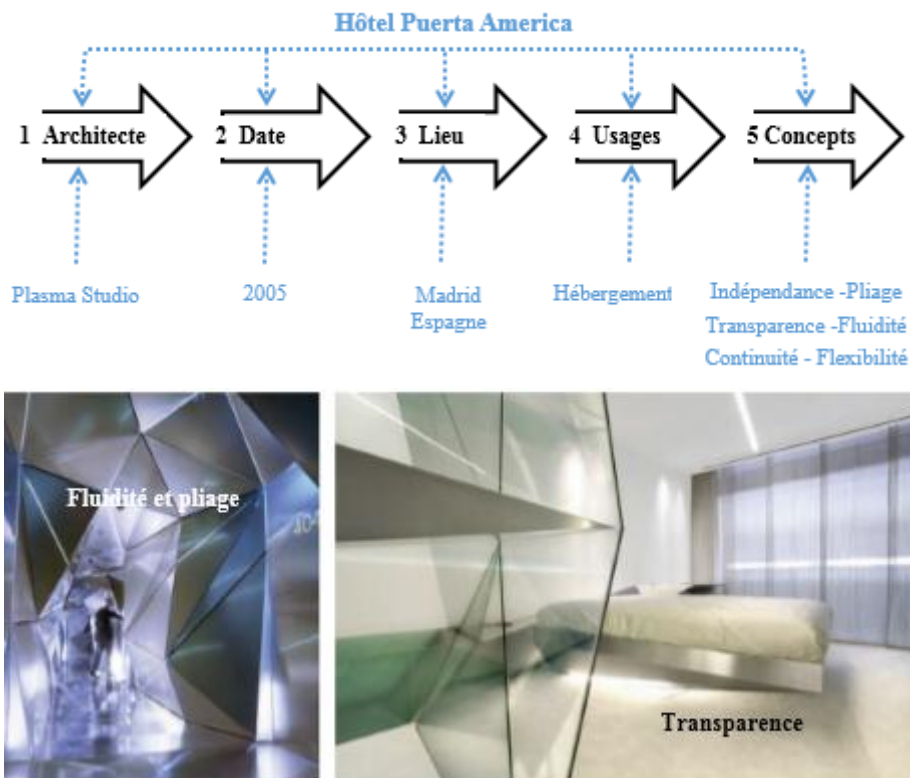 Hôtel Puerta America
1 Architecte
2 Date
3 Lieu
4 Usages
5 Concepts
Plasma Studio
2005
Madrid
Espagne
Hébergement
Indépendance -Pliage
Transparence -Fluidité
Continuité - Flexibilité
Fluidité et pliage
Transparence